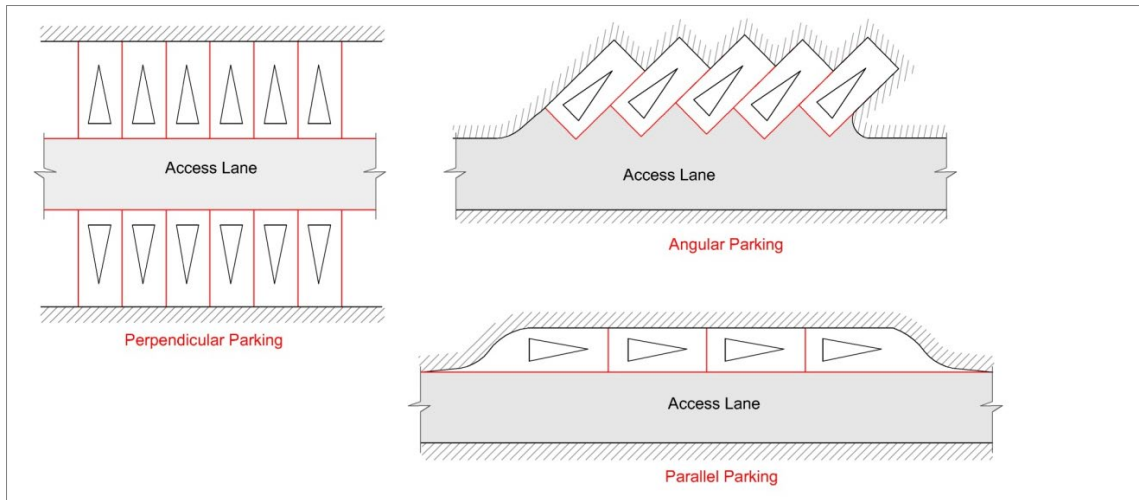 Access Lane
Perpendicular Parking
Access Lane
Angular Parking
Access Lane
Parallel Parking